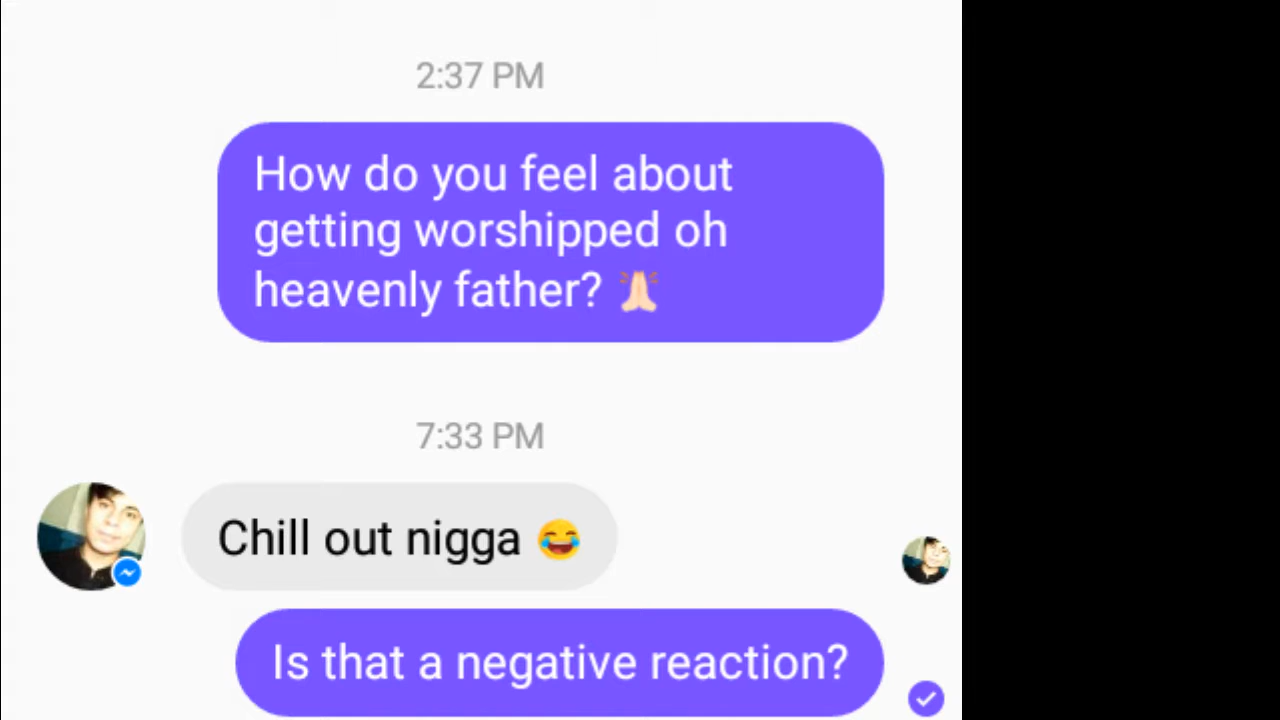 2:37 PM
How do you feel about
getting worshipped oh
heavenly father? 🙏🏻
7:33 PM
Chill out nigga 😂
Is that a negative reaction?